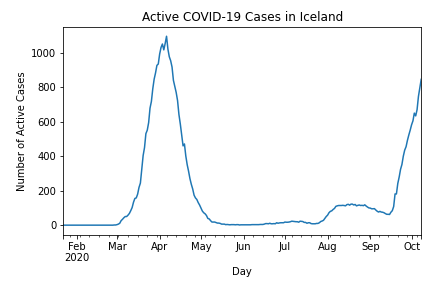 Active COVID-19 Cases in Iceland
Number of Active Cases
1000
800
600
400
200
0
Feb Mar Apr May Jun Jul Aug Sep Oct
2020
Day